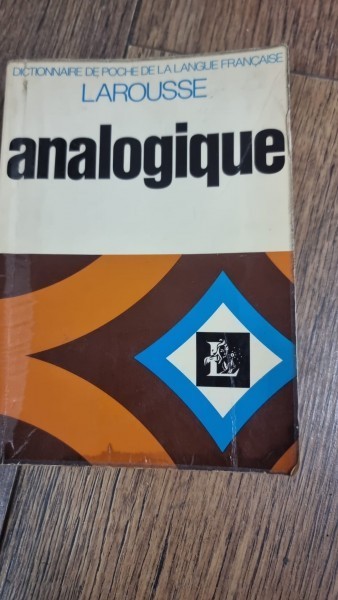 DICTIONNAIRE DE POCHE DE LA LANGUE FRANÇAISE
LAROUSSE
analogique
L